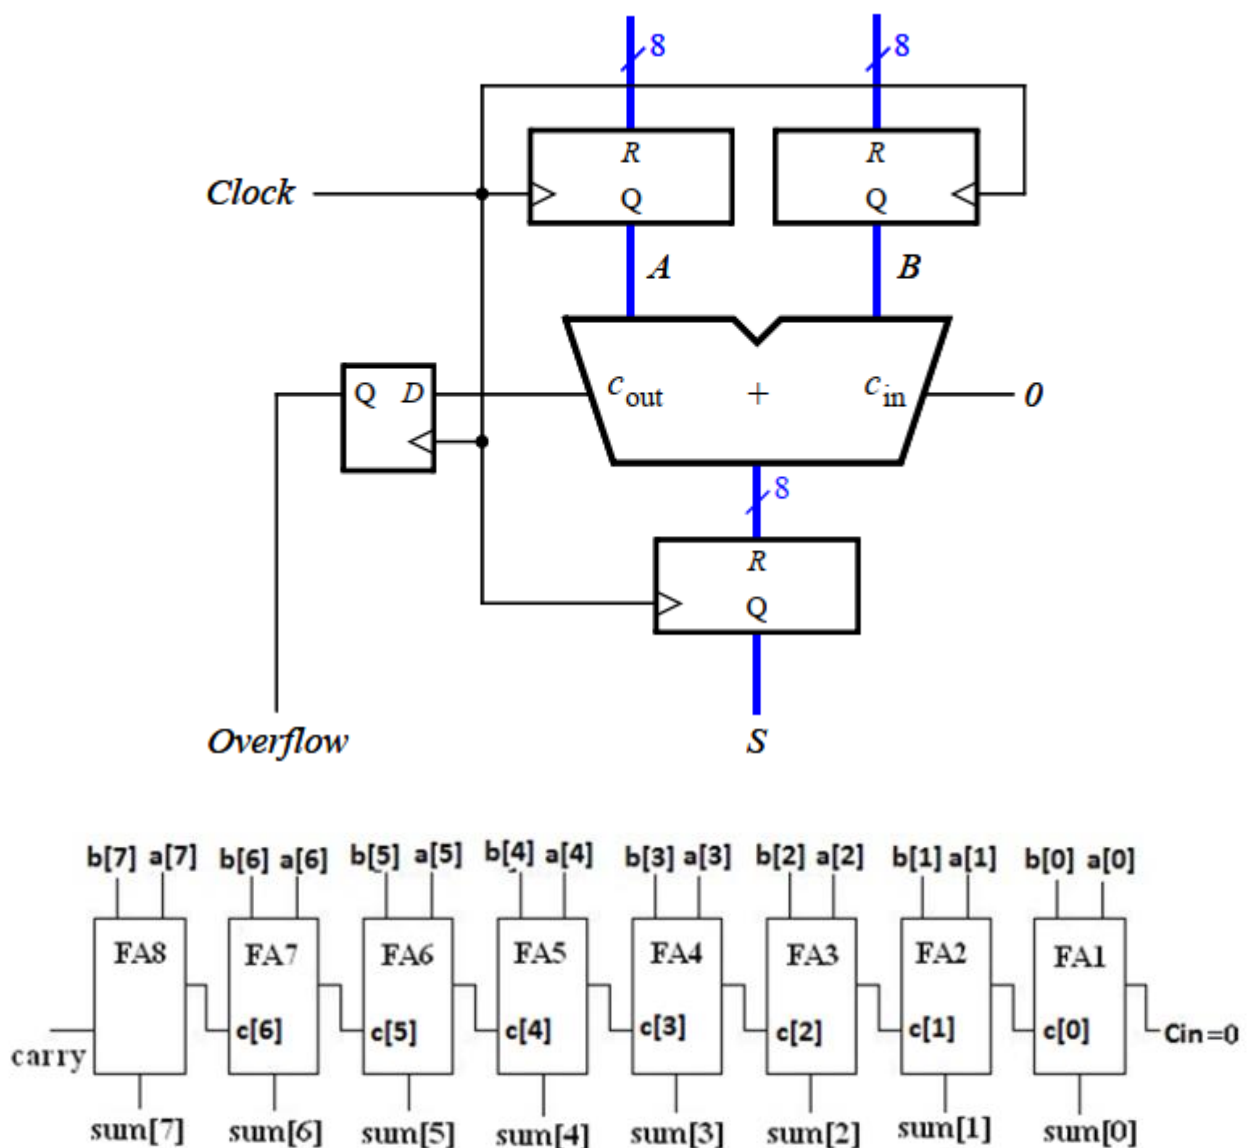 8 8
R R
Clock Q Q
A B
Q D cout + cin 0
8
R
Q
Overflow S
b[7] a[7] b[6] a[6] b[5] a[5] b[4] a[4] b[3] a[3] b[2] a[2] b[1] a[1] b[0] a[0]
FA8 FA7 FA6 FA5 FA4 FA3 FA2 FA1
c[6] c[5] c[4] c[3] c[2] c[1] c[0] Cin=0
carry
sum[7] sum[6] sum[5] sum[4] sum[3] sum[2] sum[1] sum[0]